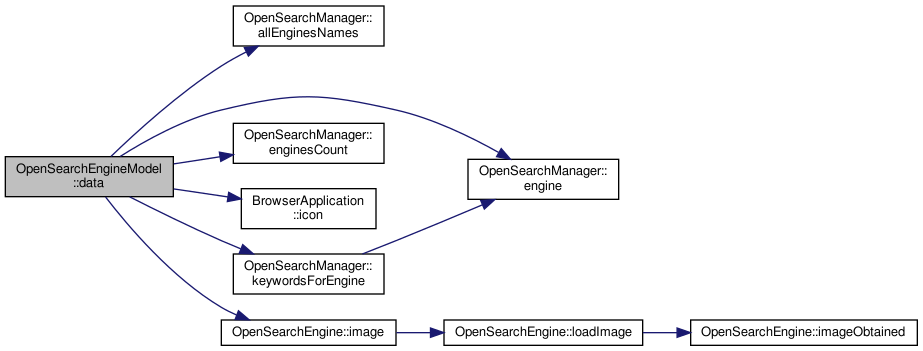 OpenSearchManager::
allEnginesNames
OpenSearchManager::
enginesCount
OpenSearchEngineModel
::data
OpenSearchManager::
engine
BrowserApplication
::icon
OpenSearchManager::
keywordsForEngine
OpenSearchEngine::image
OpenSearchEngine::loadImage
OpenSearchEngine::imageObtained